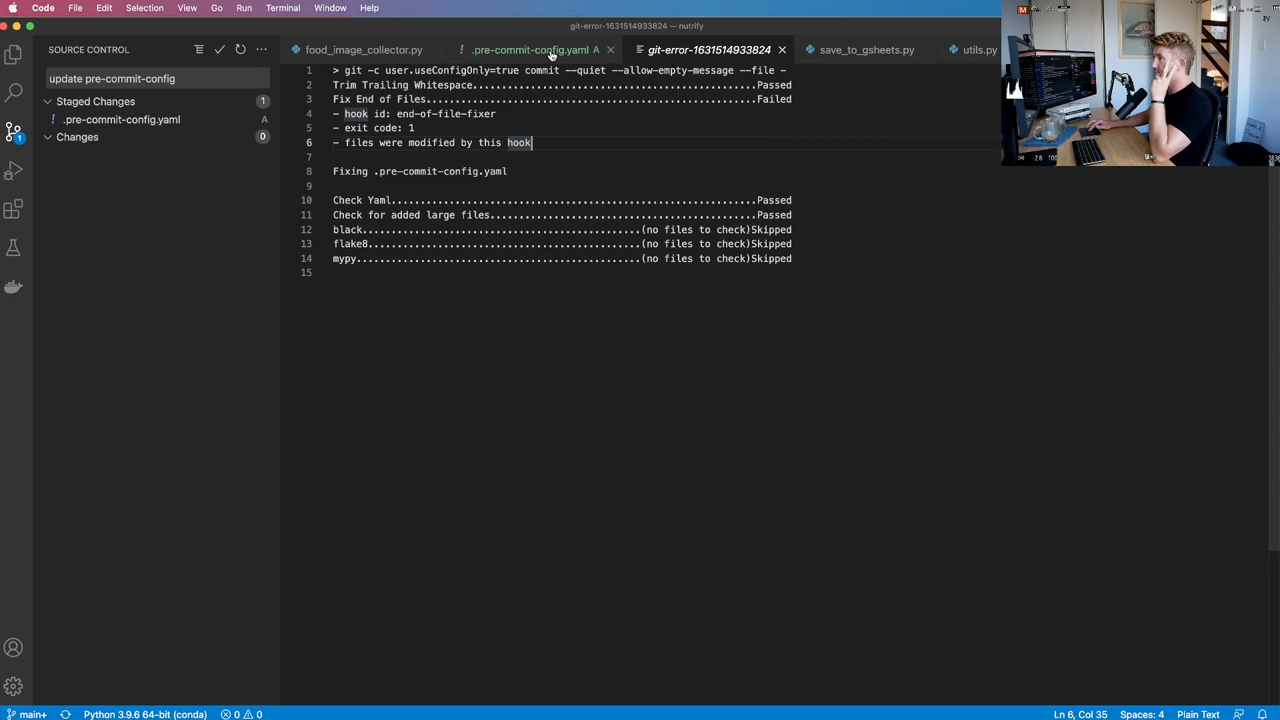 Code File Edit Selection View Go Run Terminal Window Help
git-error-1631514933824 — nutrify
SOURCE CONTROL
food_image_collector.py
.pre-commit-config.yaml A
git-error-1631514933824
save_to_gsheets.py
utils.py
update pre-commit-config
Staged Changes 1
.pre-commit-config.yaml A
Changes 0
1 > git -c user.useConfigOnly=true commit --quiet --allow-empty-message --file -
2 Trim Trailing Whitespace.................................................Passed
3 Fix End of Files.........................................................Failed
4 - hook id: end-of-file-fixer
5 - exit code: 1
6 - files were modified by this hook
7
8 Fixing .pre-commit-config.yaml
9
10 Check Yaml...............................................................Passed
11 Check for added large files..............................................Passed
12 black................................................(no files to check)Skipped
13 flake8...............................................(no files to check)Skipped
14 mypy.................................................(no files to check)Skipped
15
1
main+ Python 3.9.6 64-bit (conda) 0 0 Ln 6, Col 35 Spaces: 4 Plain Text